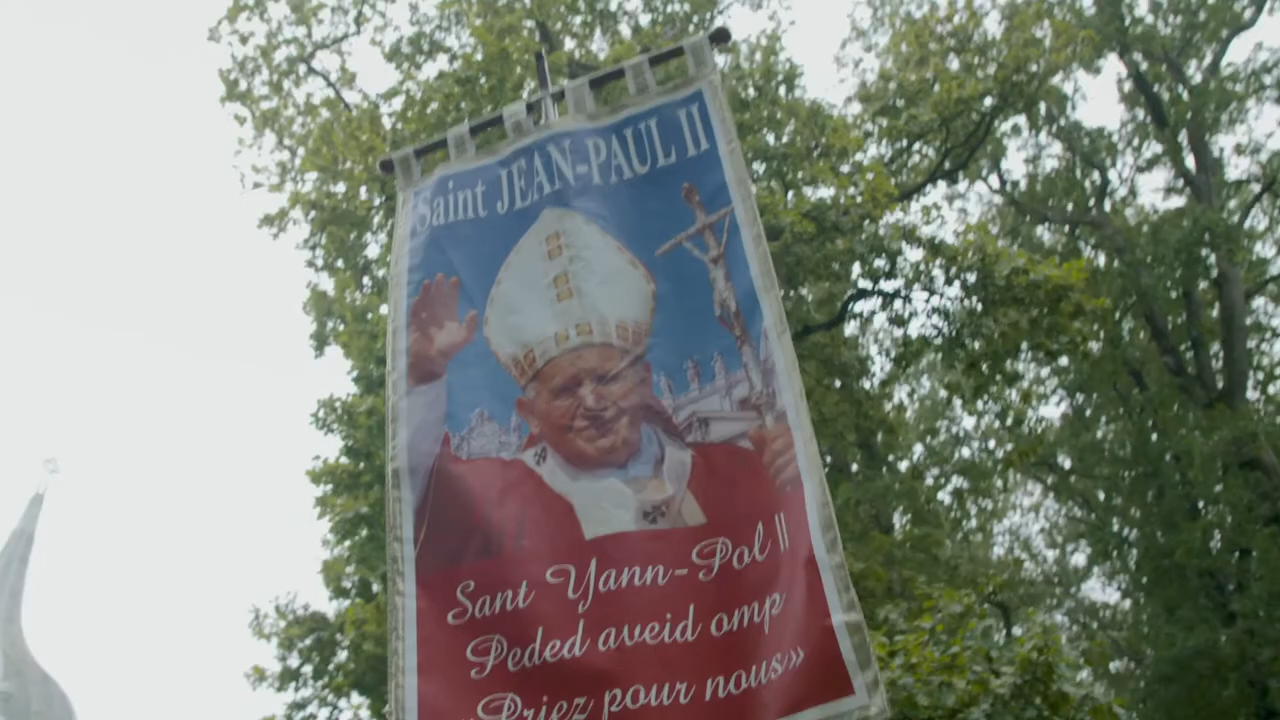 Saint JEAN-PAUL II
Sant Yann-Pol II
Peded aveid omp
«Priez pour nous»